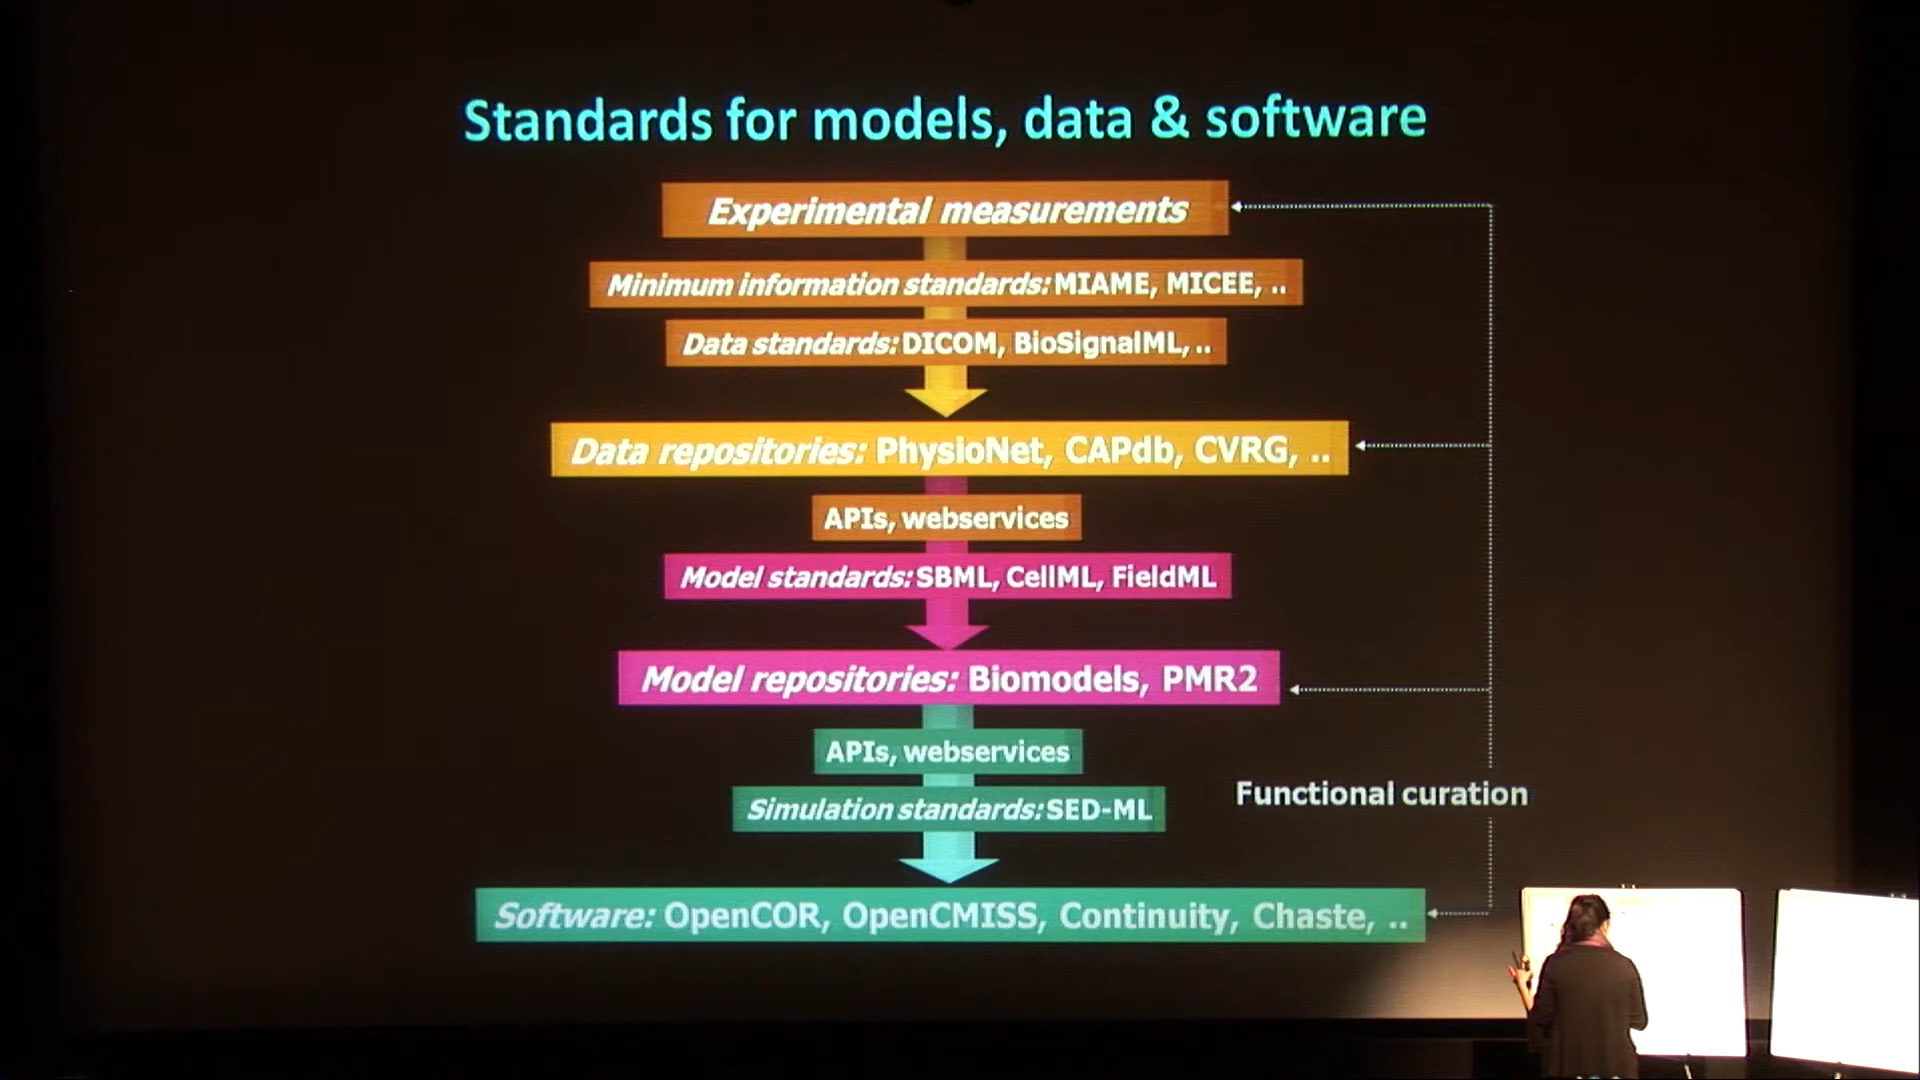 Standards for models, data & software
Experimental measurements
Minimum information standards: MIAME, MICEE, ..
Data standards: DICOM, BioSignalML, ..
Data repositories: PhysioNet, CAPdb, CVRG, ..
APIs, webservices
Model standards: SBML, CellML, FieldML
Model repositories: Biomodels, PMR2
APIs, webservices
Simulation standards: SED-ML
Functional curation
Software: OpenCOR, OpenCMISS, Continuity, Chaste, ..